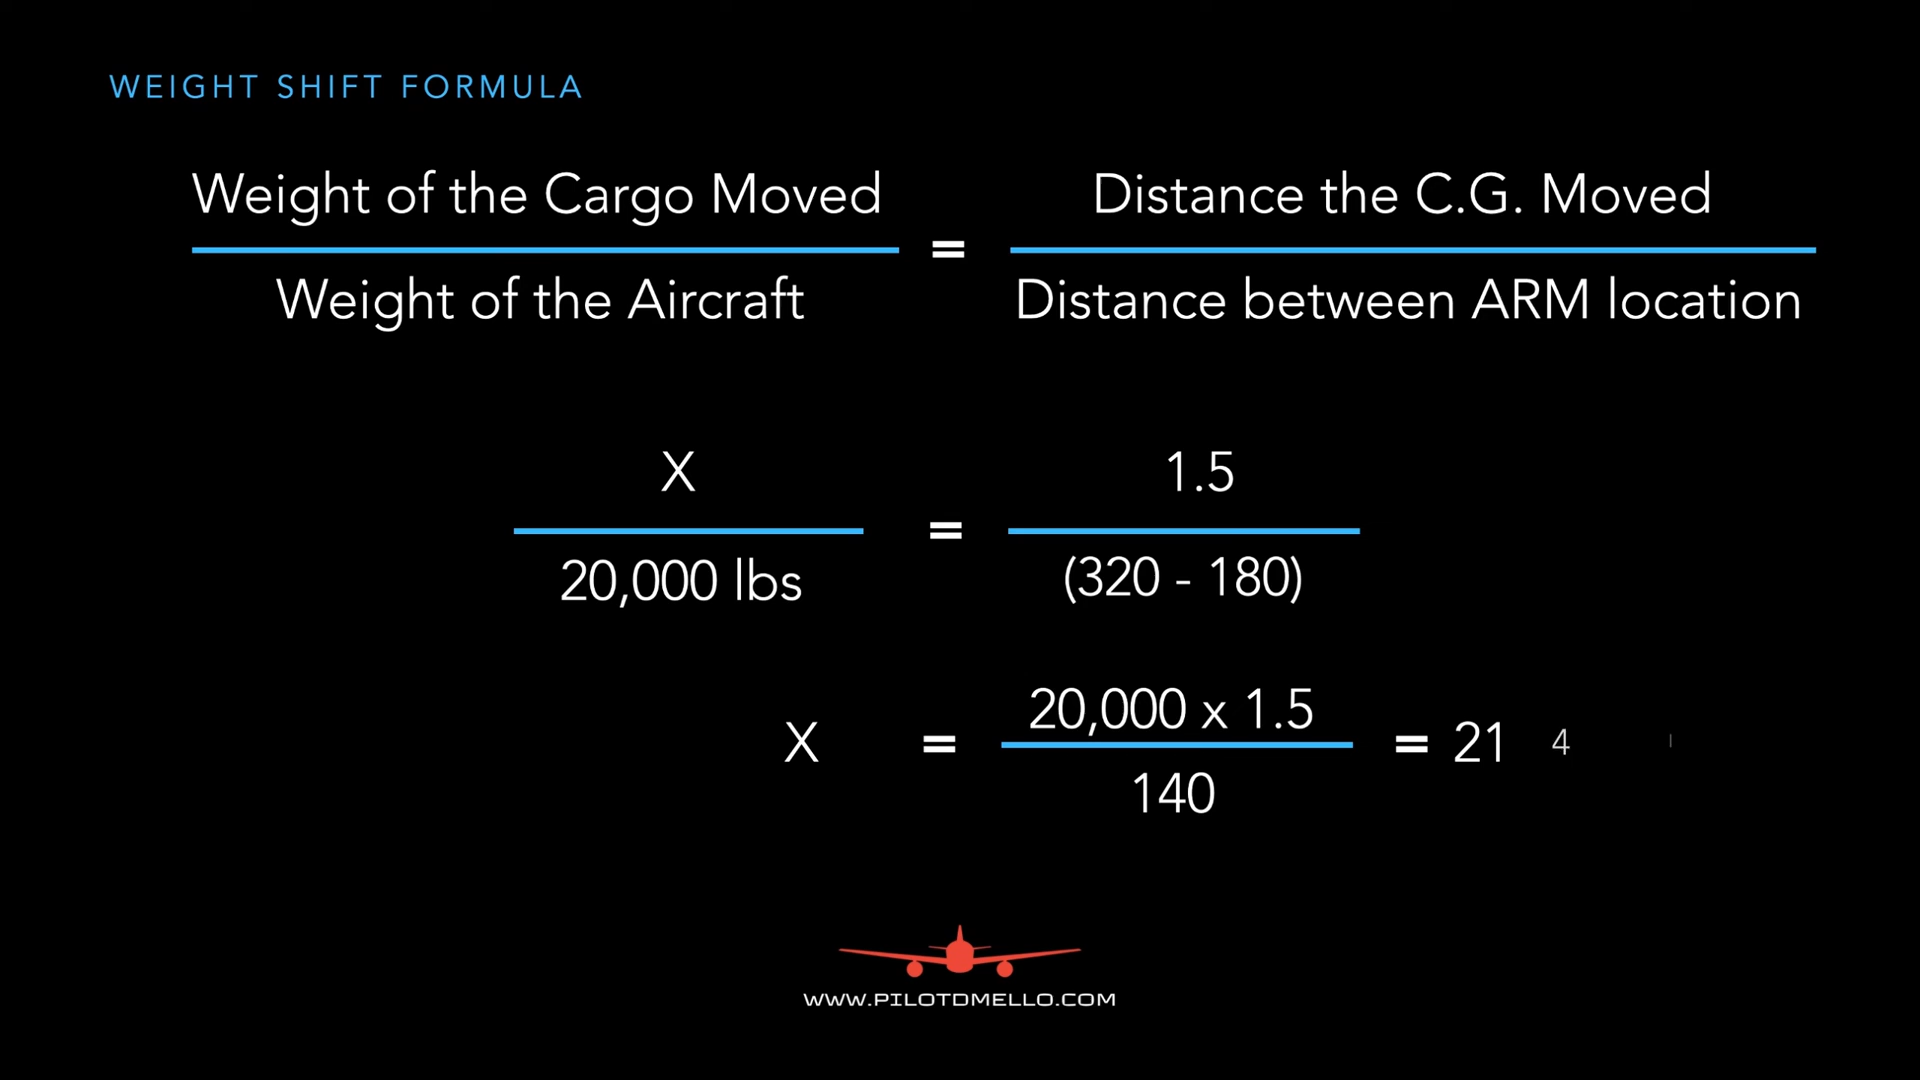 WEIGHT SHIFT FORMULA
Weight of the Cargo Moved
Weight of the Aircraft
=
Distance the C.G. Moved
Distance between ARM location
X
20,000 lbs
=
1.5
(320 - 180)
X = 20,000 x 1.5
140
= 21 4
WWW.PILOTDMELLO.COM